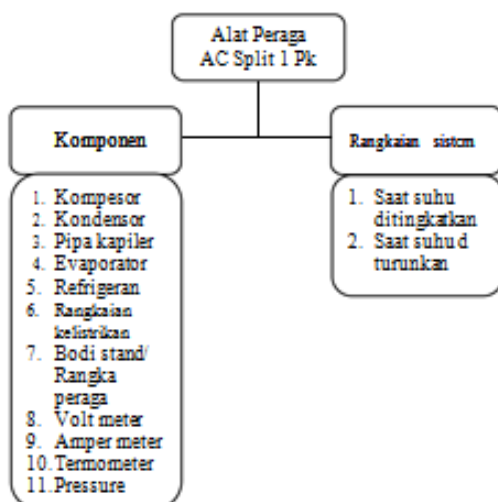 Alat Peraga
AC Split 1 Pk
Komponen
1. Kompesor
2. Kondensor
3. Pipa kapiler
4. Evaporator
5. Refrigeran
6. Rangkaian
kelistrikan
7. Bodi stand/
Rangka
peraga
8. Volt meter
9. Amper meter
10. Termometer
11. Pressure
Rangkaian sistem
1. Saat suhu
ditingkatkan
2. Saat suhu d
turunkan